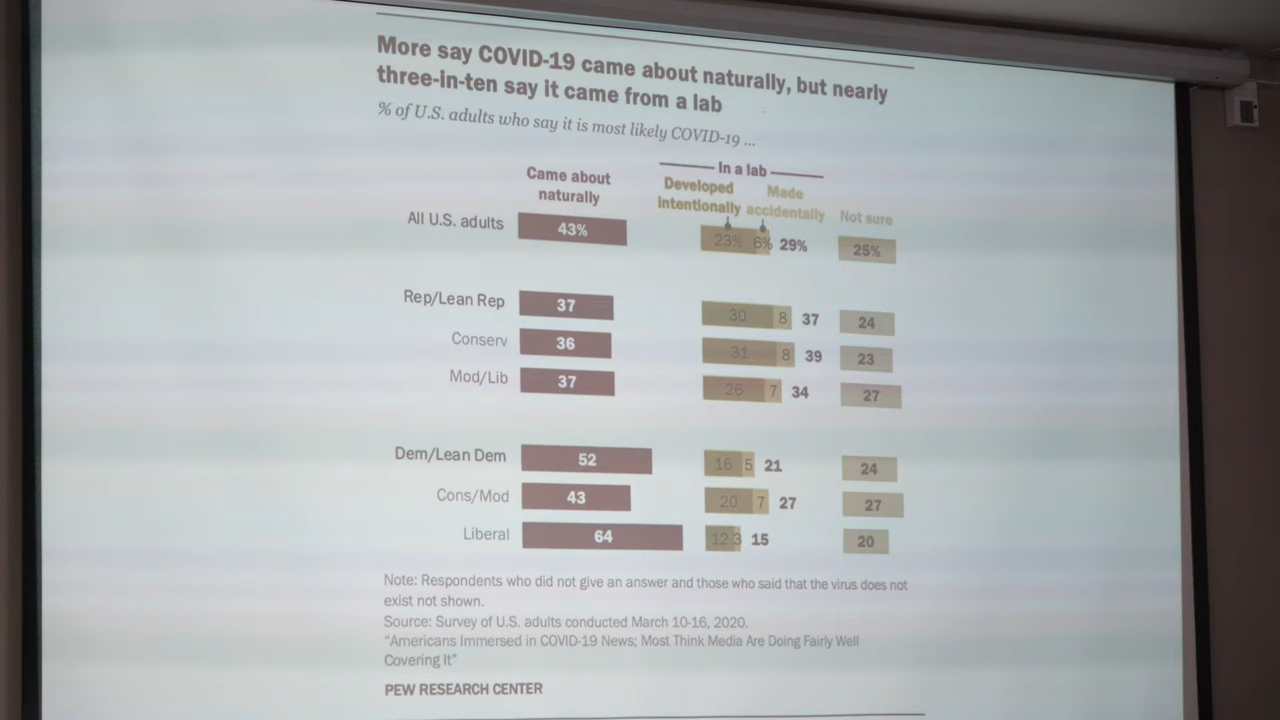 More say COVID-19 came about naturally, but nearly
three-in-ten say it came from a lab
% of U.S. adults who say it is most likely COVID-19 ...
Came about
naturally
In a lab
Developed
intentionally
Made
accidentally
Not sure
All U.S. adults 43% 23% 6% 29% 25%
Rep/Lean Rep 37 30 8 37 24
Conserv 36 31 8 39 23
Mod/Lib 37 26 7 34 27
Dem/Lean Dem 52 16 5 21 24
Cons/Mod 43 20 7 27 27
Liberal 64 12 3 15 20
Note: Respondents who did not give an answer and those who said that the virus does not
exist not shown.
Source: Survey of U.S. adults conducted March 10-16, 2020.
"Americans Immersed in COVID-19 News; Most Think Media Are Doing Fairly Well
Covering It"
PEW RESEARCH CENTER